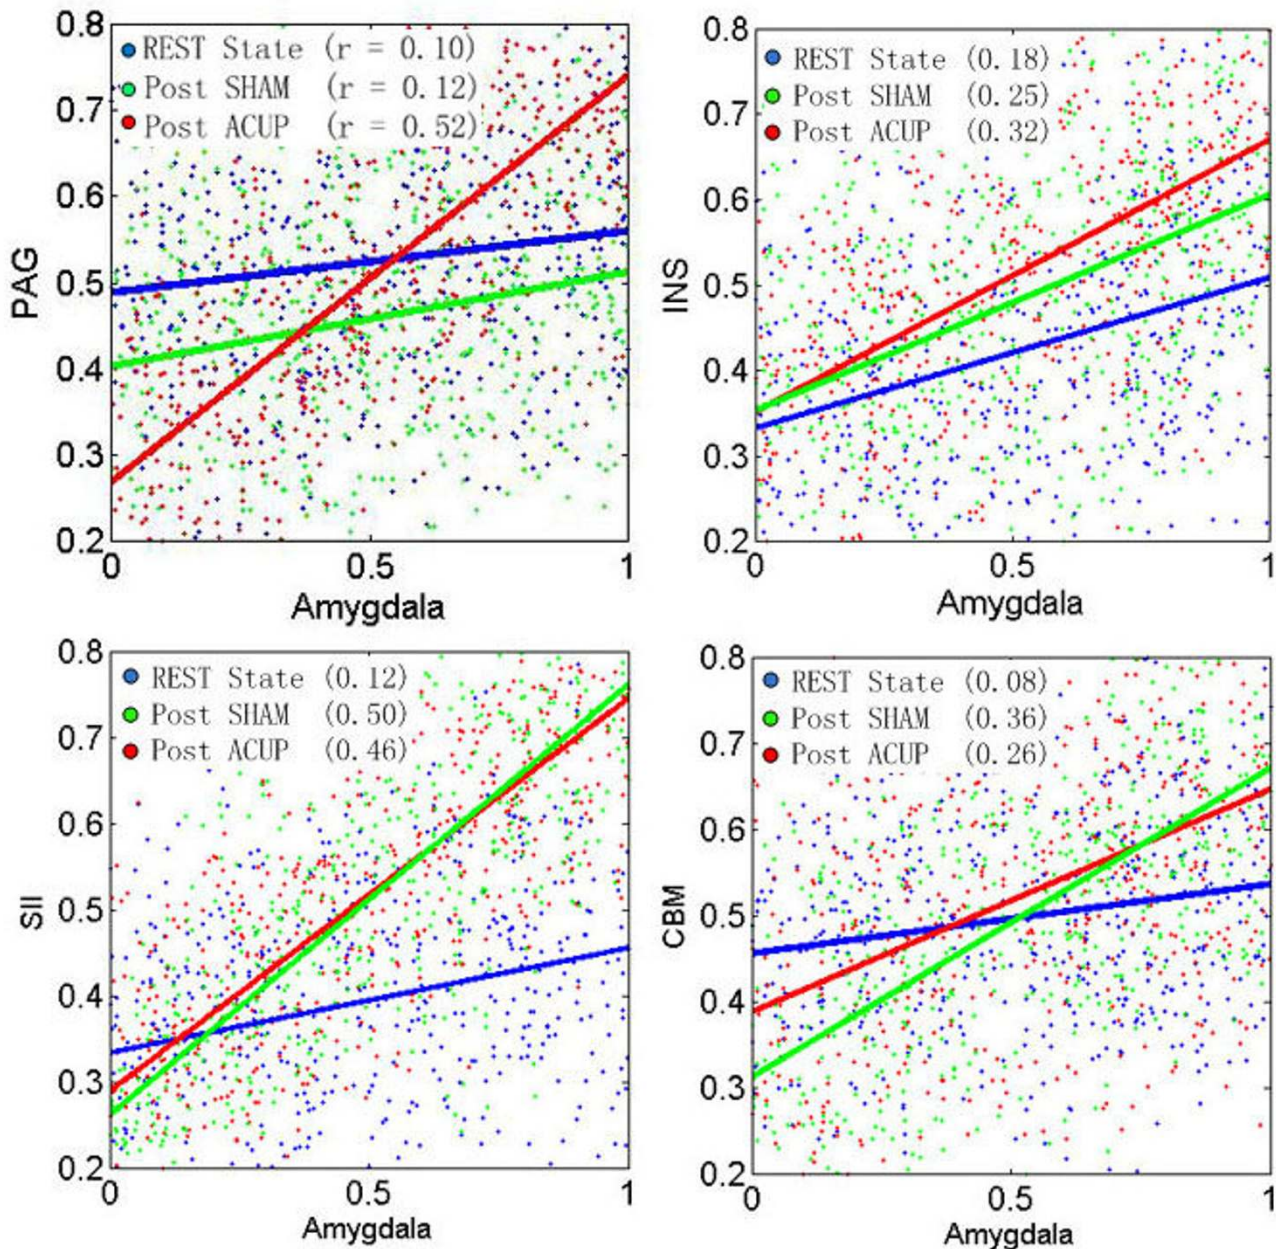 0.8
REST State (r = 0.10)
Post SHAM (r = 0.12)
Post ACUP (r = 0.52)
0.7
0.6
0.5
0.4
0.3
0.2
PAG
0 0.5 1
Amygdala
0.8
REST State (0.18)
Post SHAM (0.25)
Post ACUP (0.32)
0.7
0.6
0.5
0.4
0.3
0.2
INS
0 0.5 1
Amygdala
0.8
REST State (0.12)
Post SHAM (0.50)
Post ACUP (0.46)
0.7
0.6
0.5
0.4
0.3
0.2
SII
0 0.5 1
Amygdala
0.8
REST State (0.08)
Post SHAM (0.36)
Post ACUP (0.26)
0.7
0.6
0.5
0.4
0.3
0.2
CBM
0 0.5 1
Amygdala